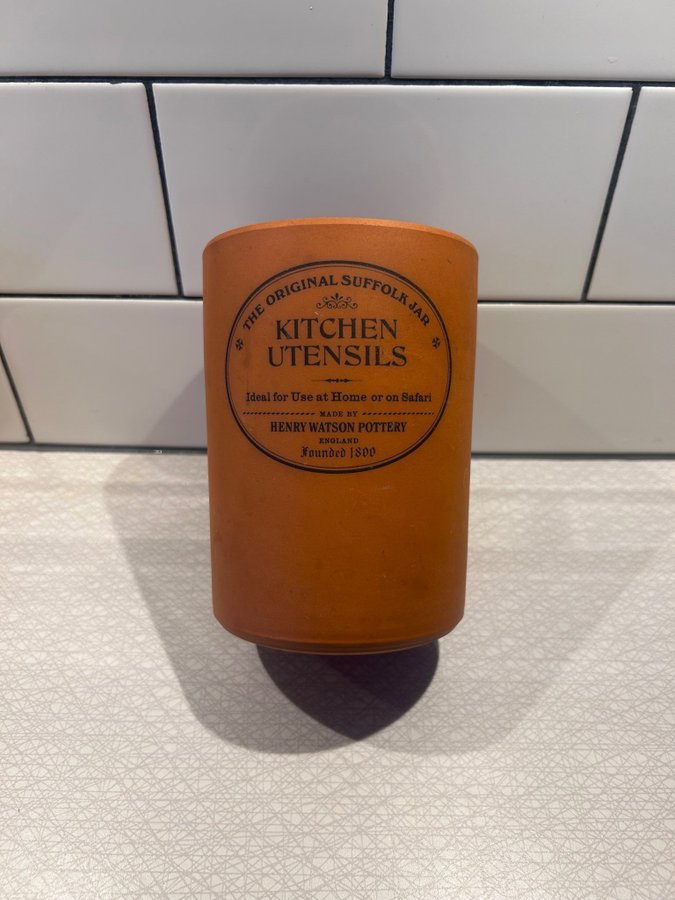 THE ORIGINAL SUFFOLK JAR
KITCHEN
UTENSILS
Ideal for Use at Home or on Safari
MADE BY
HENRY WATSON POTTERY
ENGLAND
Founded 1800